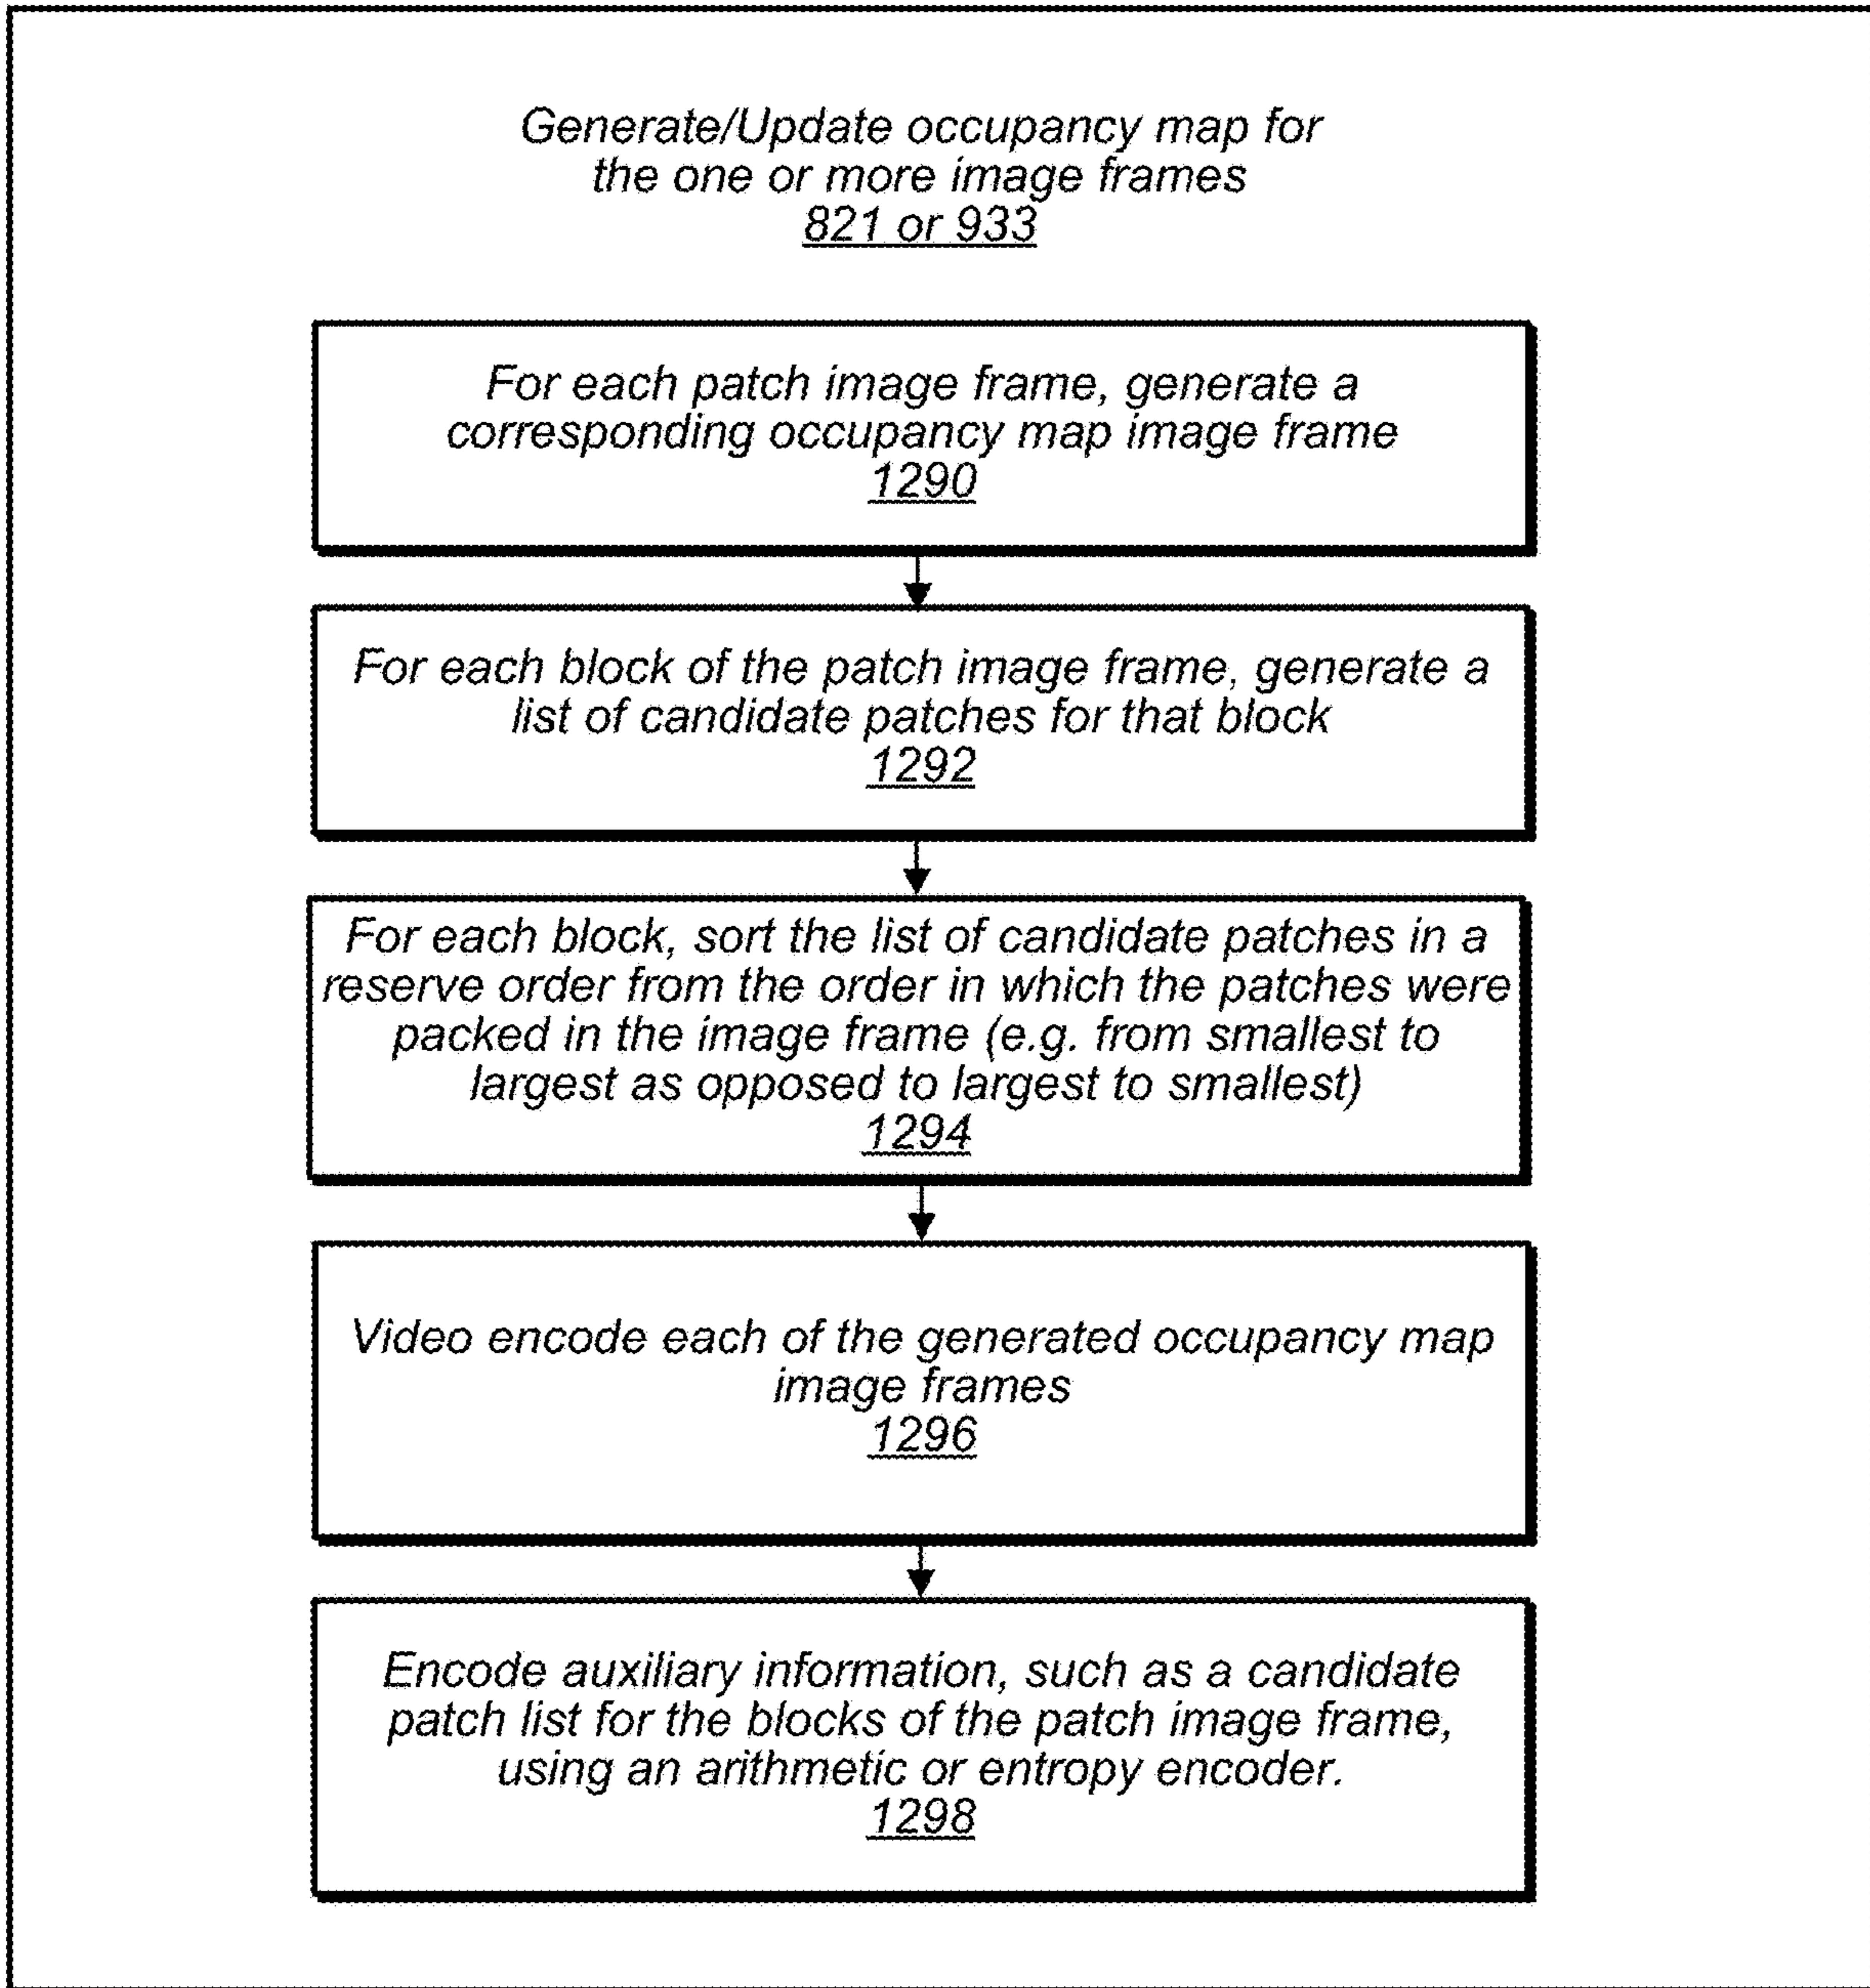 Generate/Update occupancy map for
the one or more image frames
821 or 933
For each patch image frame, generate a
corresponding occupancy map image frame
1290
For each block of the patch image frame, generate a
list of candidate patches for that block
1292
For each block, sort the list of candidate patches in a
reserve order from the order in which the patches were
packed in the image frame (e.g. from smallest to
largest as opposed to largest to smallest)
1294
Video encode each of the generated occupancy map
image frames
1296
Encode auxiliary information, such as a candidate
patch list for the blocks of the patch image frame,
using an arithmetic or entropy encoder.
1298